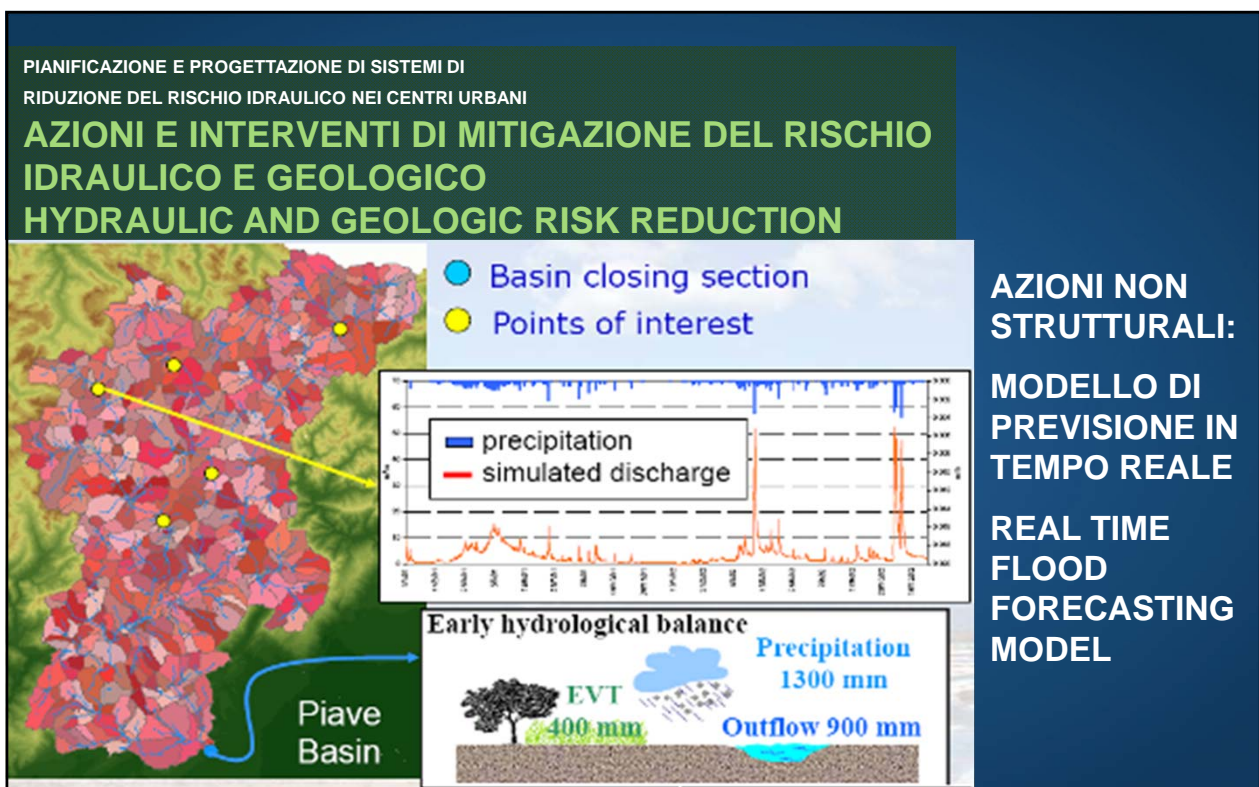 PIANIFICAZIONE E PROGETTAZIONE DI SISTEMI DI
RIDUZIONE DEL RISCHIO IDRAULICO NEI CENTRI URBANI
AZIONI E INTERVENTI DI MITIGAZIONE DEL RISCHIO
IDRAULICO E GEOLOGICO
HYDRAULIC AND GEOLOGIC RISK REDUCTION
Basin closing section
Points of interest
precipitation
simulated discharge
Early hydrological balance
Precipitation
1300 mm
EVT
400 mm
Outflow 900 mm
Piave
Basin
AZIONI NON
STRUTTURALI:
MODELLO DI
PREVISIONE IN
TEMPO REALE
REAL TIME
FLOOD
FORECASTING
MODEL